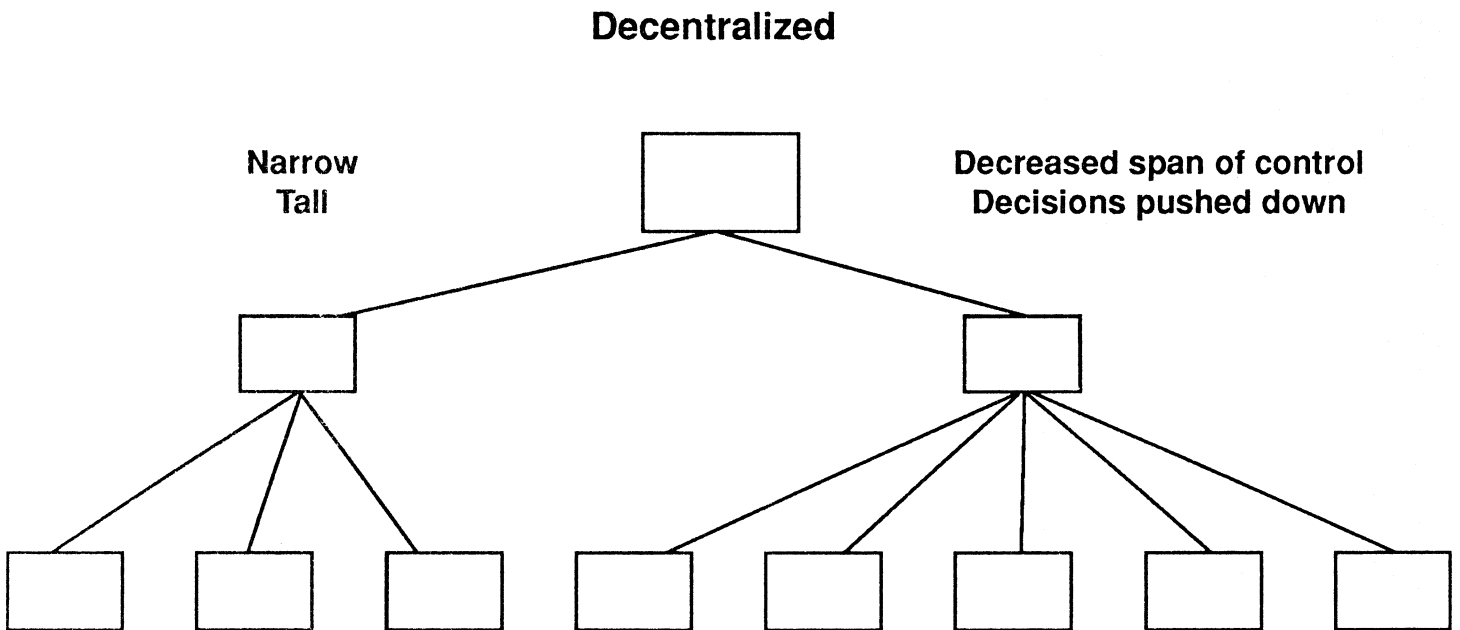 Decentralized
Narrow
Tall
Decreased span of control
Decisions pushed down